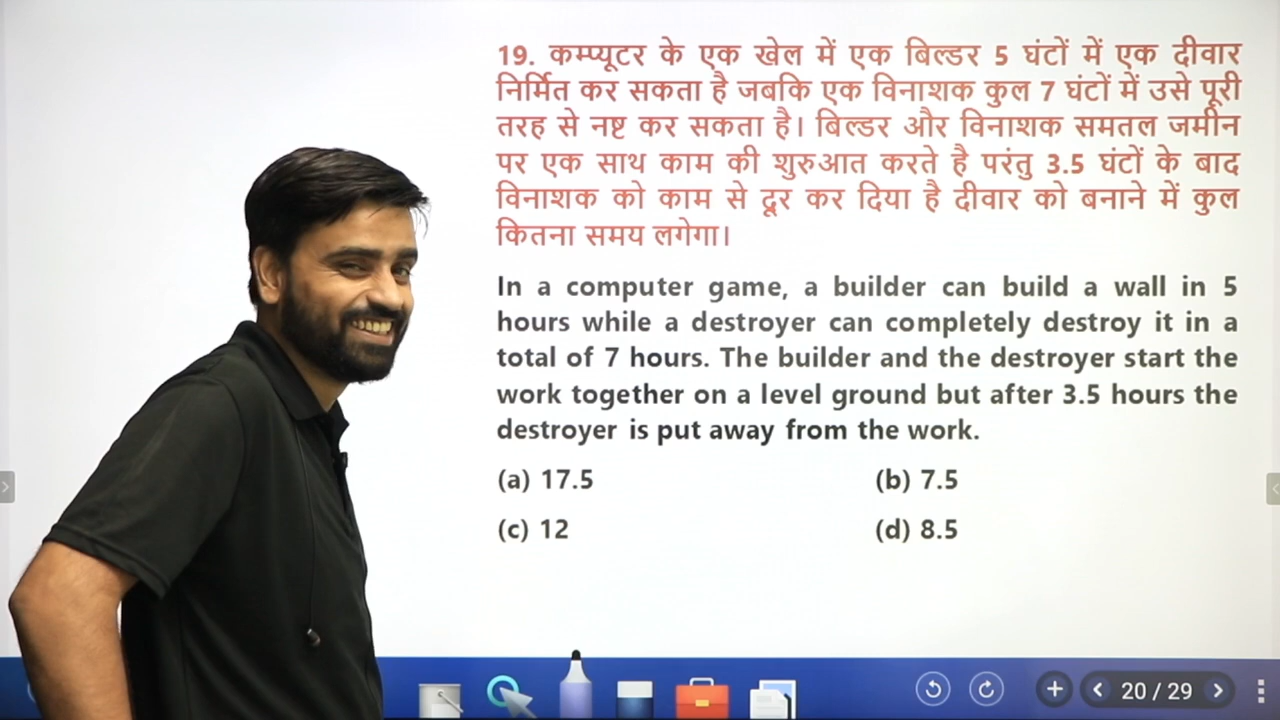 19. कम्प्यूटर के एक खेल में एक बिल्डर 5 घंटों में एक दीवार
निर्मित कर सकता है जबकि एक विनाशक कुल 7 घंटों में उसे पूरी
तरह से नष्ट कर सकता है। बिल्डर और विनाशक समतल जमीन
पर एक साथ काम की शुरुआत करते है परंतु 3.5 घंटों के बाद
विनाशक को काम से दूर कर दिया है दीवार को बनाने में कुल
कितना समय लगेगा।
In a computer game, a builder can build a wall in 5
hours while a destroyer can completely destroy it in a
total of 7 hours. The builder and the destroyer start the
work together on a level ground but after 3.5 hours the
destroyer is put away from the work.
(a) 17.5 (b) 7.5
(c) 12 (d) 8.5
20 / 29